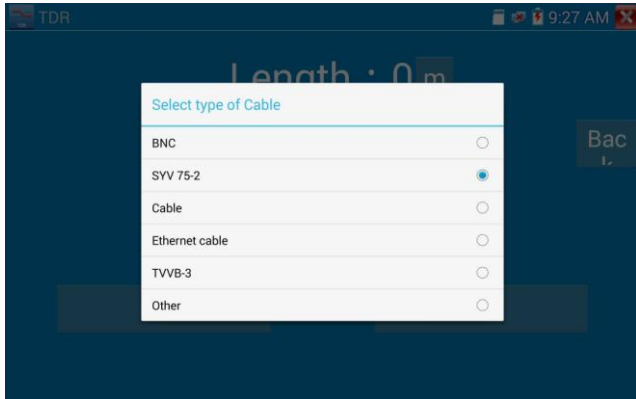 TDR
9:27 AM
Length : 0 m
Select type of Cable
BNC
Back
SYV 75-2
Cable
Ethernet cable
TVVB-3
Other